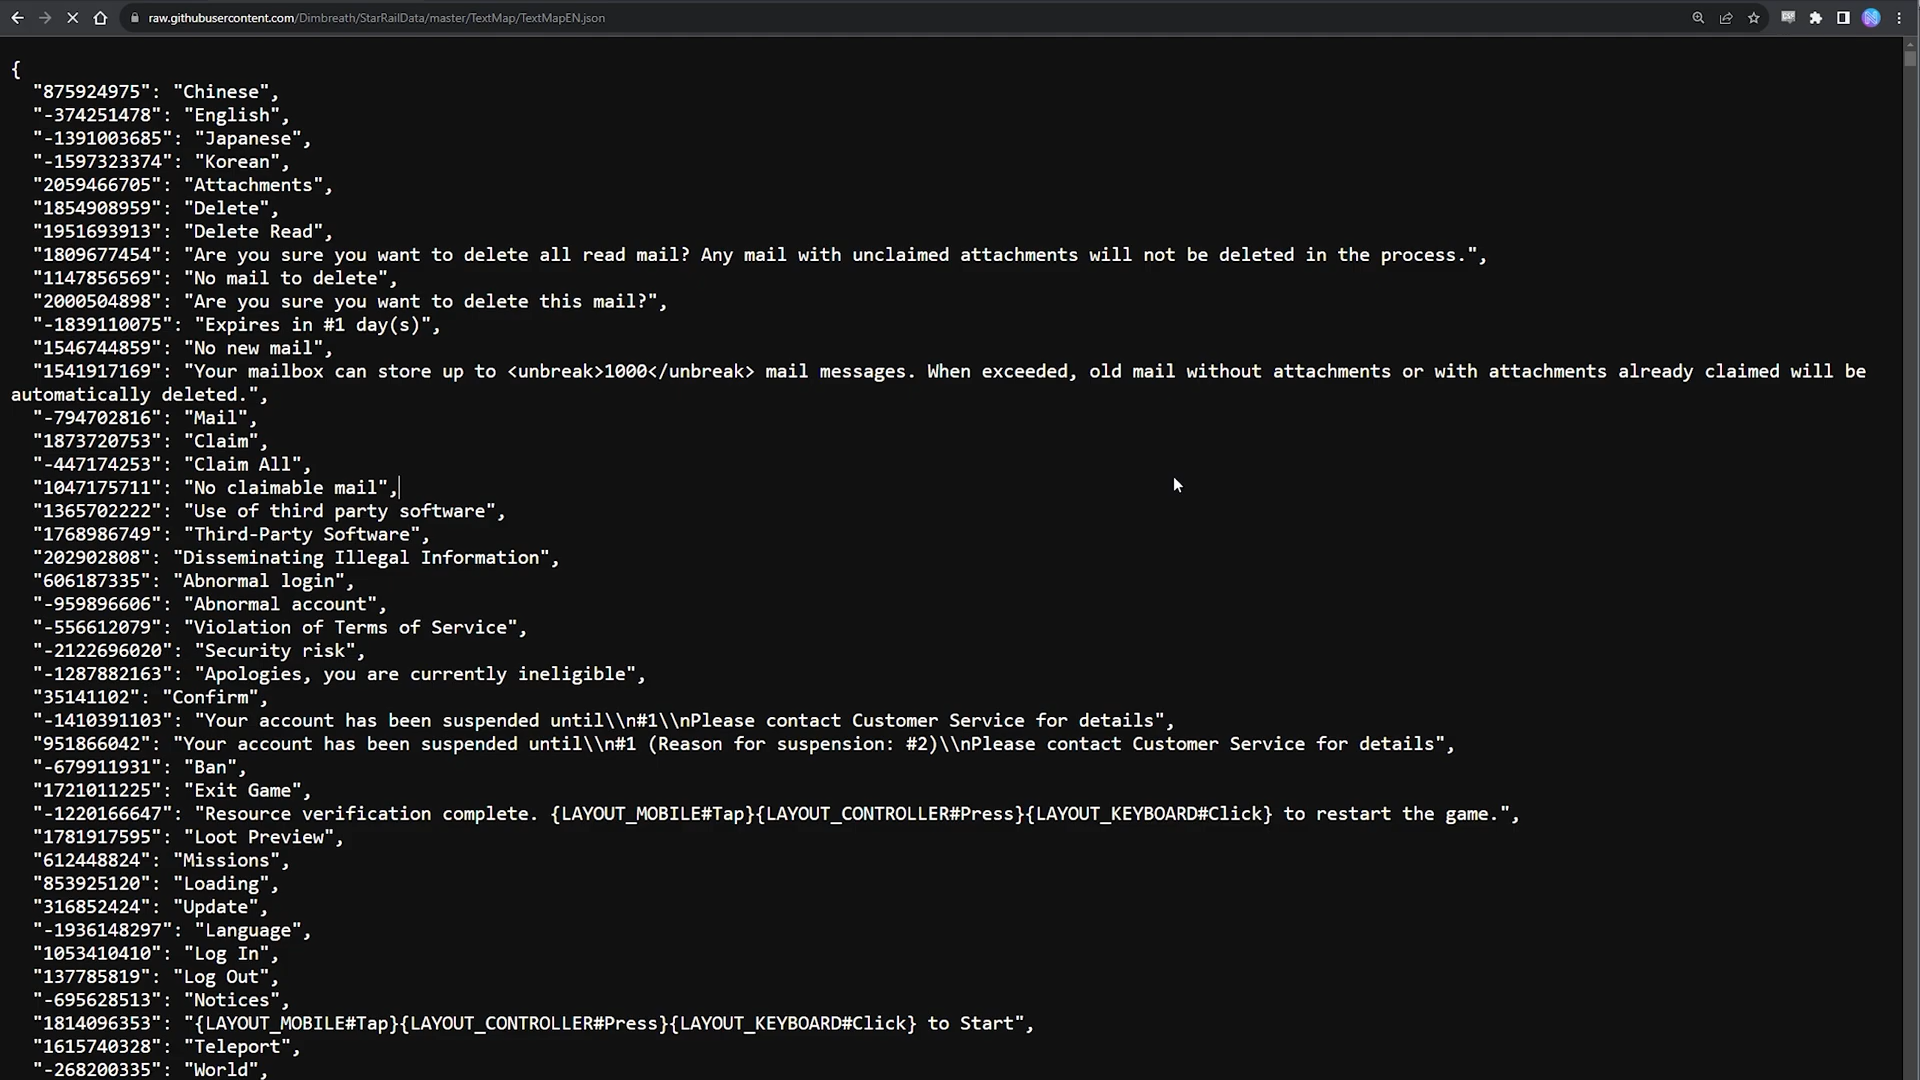 raw.githubusercontent.com/Dimbreath/StarRailData/master/TextMap/TextMapEN.json
{
"875924975": "Chinese",
"-374251478": "English",
"-1391003685": "Japanese",
"-1597323374": "Korean",
"2059466705": "Attachments",
"1854908959": "Delete",
"1951693913": "Delete Read",
"1809677454": "Are you sure you want to delete all read mail? Any mail with unclaimed attachments will not be deleted in the process.",
"1147856569": "No mail to delete",
"2000504898": "Are you sure you want to delete this mail?",
"-1839110075": "Expires in #1 day(s)",
"1546744859": "No new mail",
"1541917169": "Your mailbox can store up to <unbreak>1000</unbreak> mail messages. When exceeded, old mail without attachments or with attachments already claimed will be
automatically deleted.",
"-794702816": "Mail",
"1873720753": "Claim",
"-447174253": "Claim All",
"1047175711": "No claimable mail",
"1365702222": "Use of third party software",
"1768986749": "Third-Party Software",
"202902808": "Disseminating Illegal Information",
"606187335": "Abnormal login",
"-959896606": "Abnormal account",
"-556612079": "Violation of Terms of Service",
"-2122696020": "Security risk",
"-1287882163": "Apologies, you are currently ineligible",
"35141102": "Confirm",
"-1410391103": "Your account has been suspended until\\n#1\\nPlease contact Customer Service for details",
"951866042": "Your account has been suspended until\\n#1 (Reason for suspension: #2)\\nPlease contact Customer Service for details",
"-679911931": "Ban",
"1721011225": "Exit Game",
"-1220166647": "Resource verification complete. {LAYOUT_MOBILE#Tap}{LAYOUT_CONTROLLER#Press}{LAYOUT_KEYBOARD#Click} to restart the game.",
"1781917595": "Loot Preview",
"612448824": "Missions",
"853925120": "Loading",
"316852424": "Update",
"-1936148297": "Language",
"1053410410": "Log In",
"137785819": "Log Out",
"-695628513": "Notices",
"1814096353": "{LAYOUT_MOBILE#Tap}{LAYOUT_CONTROLLER#Press}{LAYOUT_KEYBOARD#Click} to Start",
"1615740328": "Teleport",
"-268200335": "World",